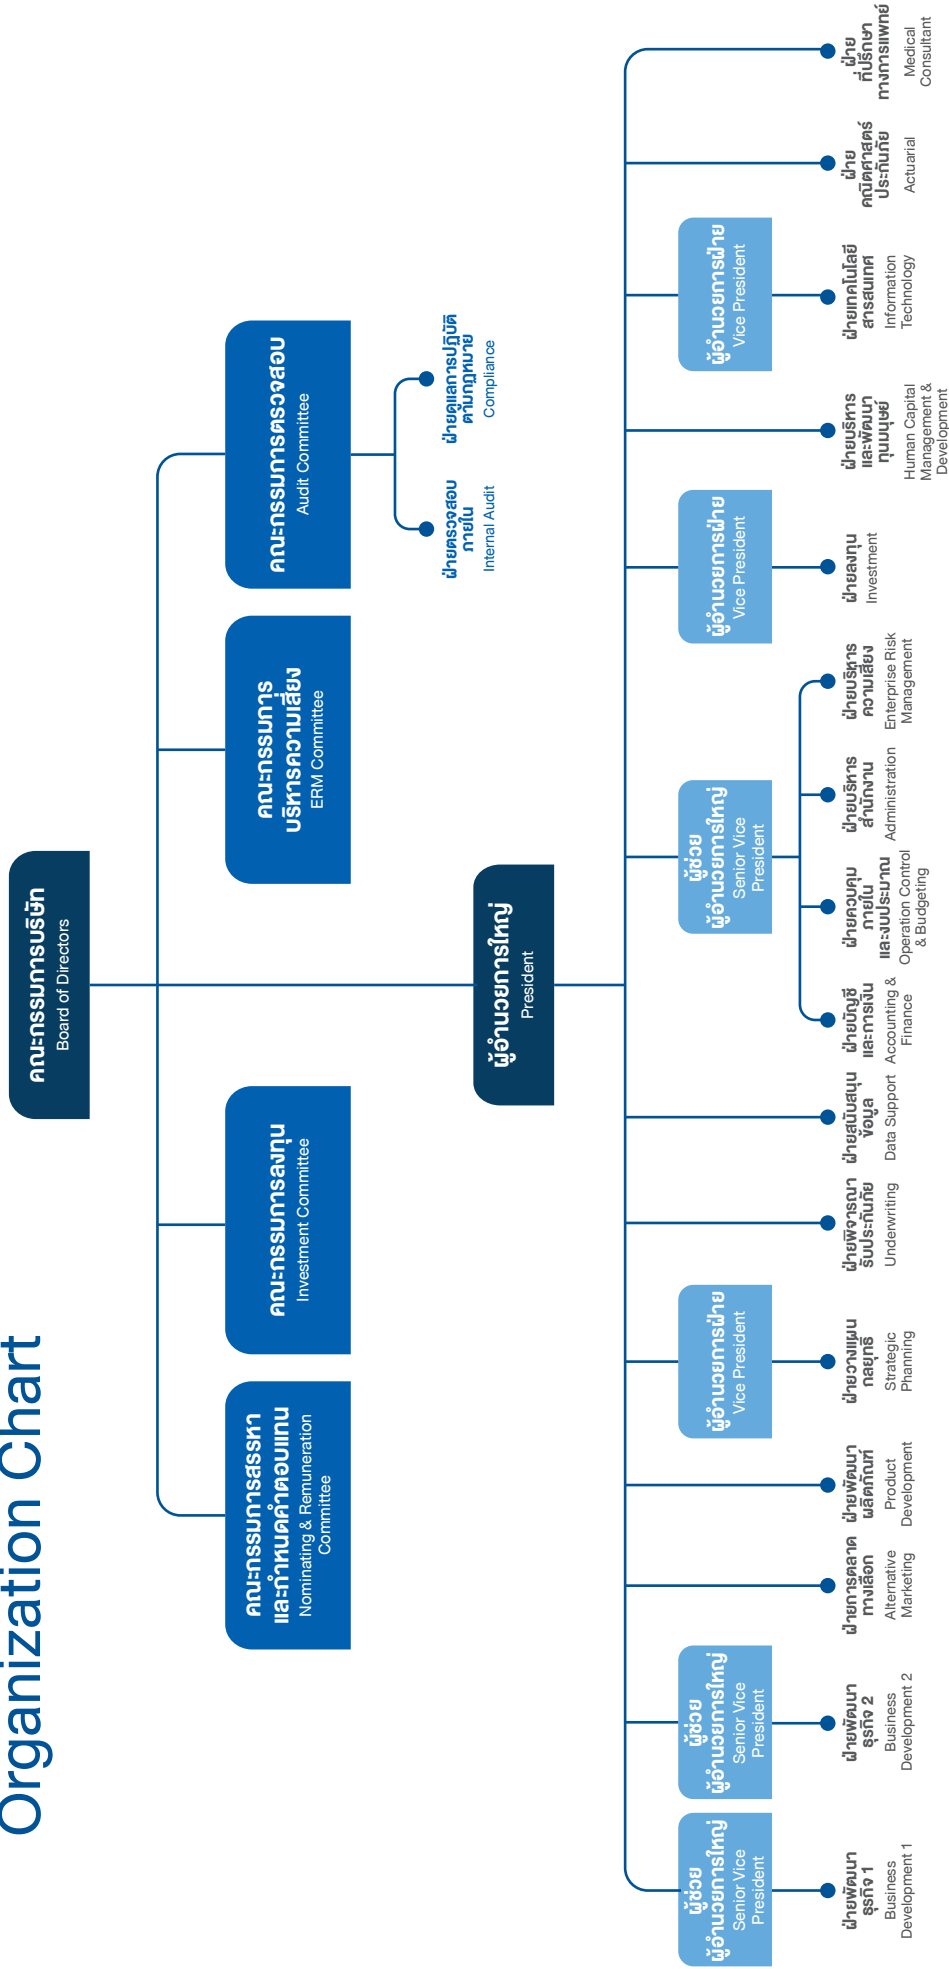 Organization Chart
คณะกรรมการบริษัท
Board of Directors
คณะกรรมการสรรหา
และกำหนดค่าตอบแทน
Nominating & Remuneration
Committee
คณะกรรมการลงทุน
Investment Committee
คณะกรรมการ
บริหารความเสี่ยง
ERM Committee
คณะกรรมการตรวจสอบ
Audit Committee
ฝ่ายตรวจสอบ
ภายใน
Internal Audit
ฝ่ายดูแลการปฏิบัติ
ตามกฎหมาย
Compliance
ผู้อำนวยการใหญ่
President
ผู้ช่วย
ผู้อำนวยการใหญ่
Senior Vice
President
ฝ่ายพัฒนา
ธุรกิจ 1
Business
Development 1
ผู้ช่วย
ผู้อำนวยการใหญ่
Senior Vice
President
ฝ่ายพัฒนา
ธุรกิจ 2
Business
Development 2
ฝ่ายการตลาด
ทางเลือก
Alternative
Marketing
ฝ่ายพัฒนา
ผลิตภัณฑ์
Product
Development
ผู้อำนวยการฝ่าย
Vice President
ฝ่ายวางแผน
กลยุทธ์
Strategic
Phanning
ฝ่ายพิจารณา
รับประกันภัย
Underwriting
ฝ่ายสนับสนุน
ข้อมูล
Data Support
ผู้ช่วย
ผู้อำนวยการใหญ่
Senior Vice
President
ฝ่ายบัญชี
และการเงิน
Accounting &
Finance
ฝ่ายควบคุม
ภายใน
และงบประมาณ
Operation Control
& Budgeting
ฝ่ายบริหาร
สำนักงาน
Administration
ฝ่ายบริหาร
ความเสี่ยง
Enterprise Risk
Management
ผู้อำนวยการฝ่าย
Vice President
ฝ่ายลงทุน
Investment
ฝ่ายบริหาร
และพัฒนา
ทุนมนุษย์
Human Capital
Management &
Development
ผู้อำนวยการฝ่าย
Vice President
ฝ่ายเทคโนโลยี
สารสนเทศ
Information
Technology
ฝ่าย
คณิตศาสตร์
ประกันภัย
Actuarial
ฝ่าย
ที่ปรึกษา
ทางการแพทย์
Medical
Consultant